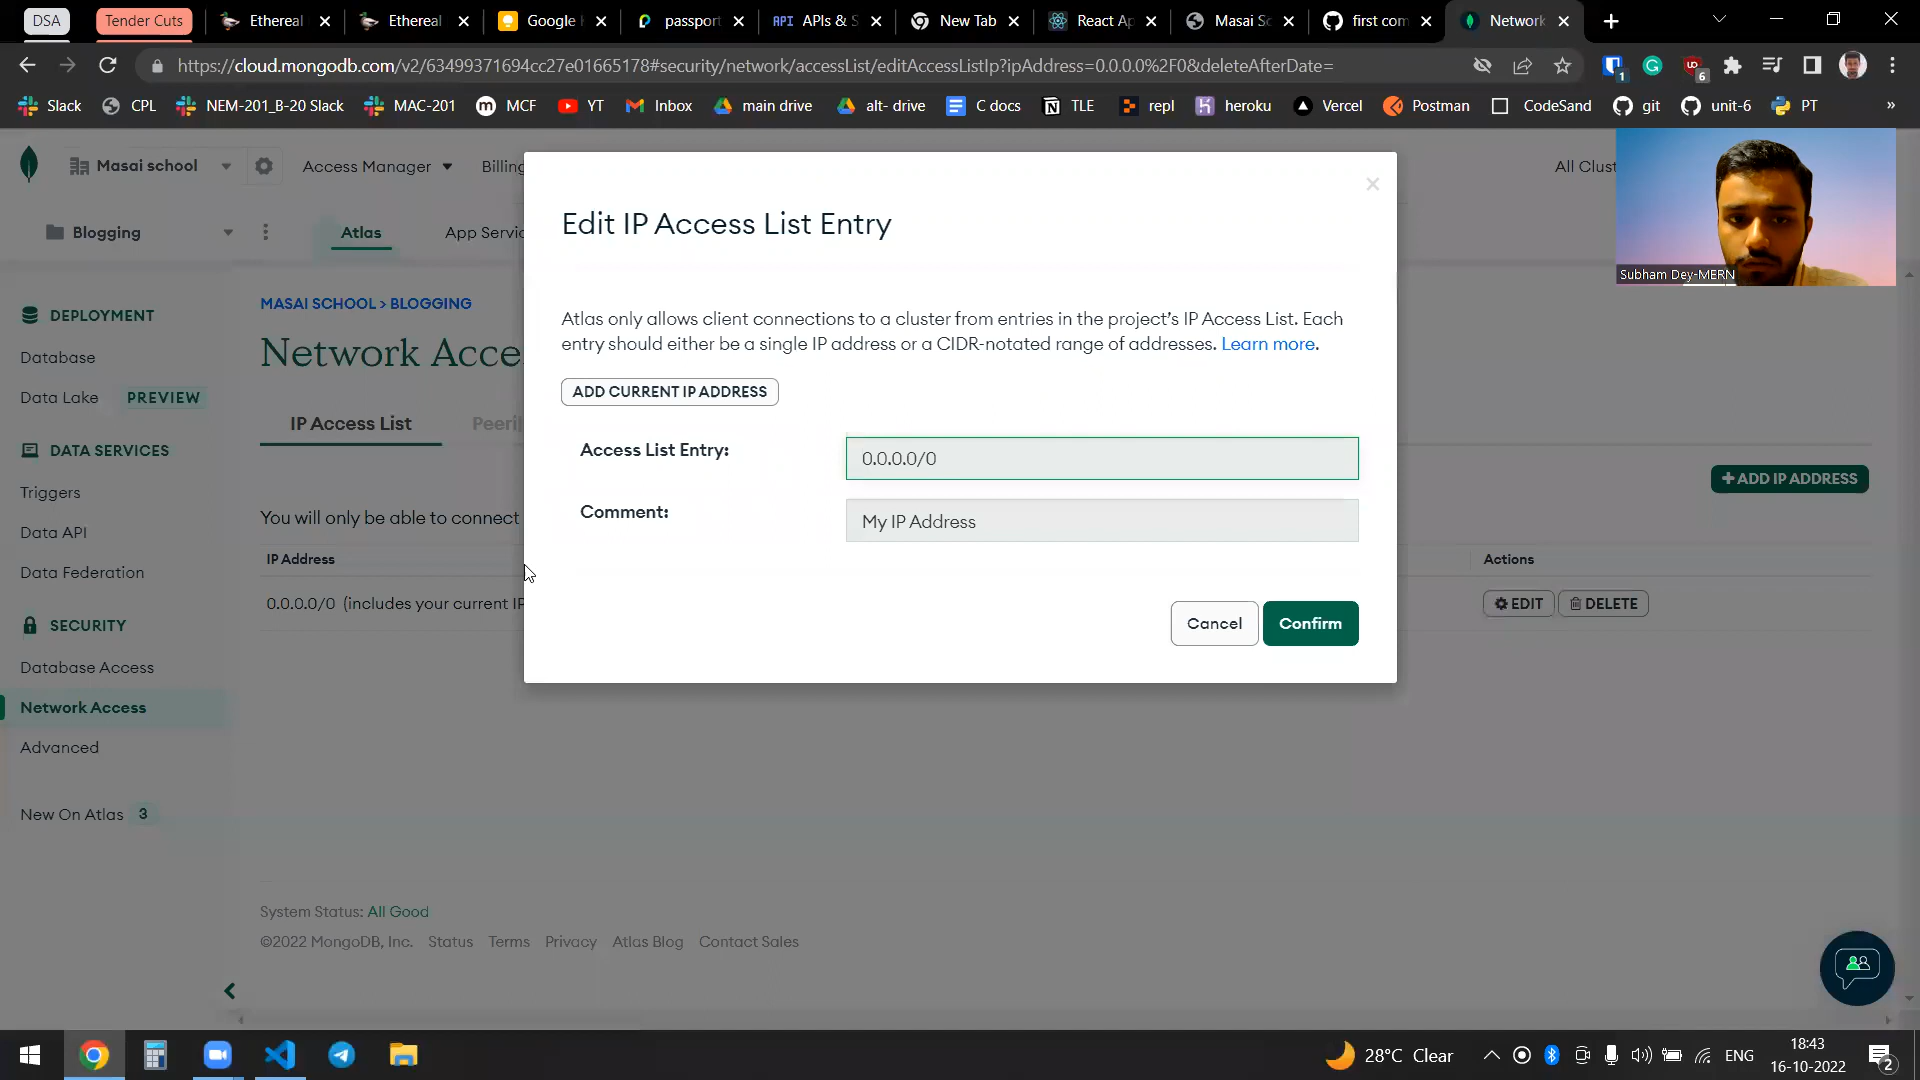 DSA
Tender Cuts
Ethereal
Ethereal
Google
passport
API APIs & S
New Tab
React Ap
Masai Sc
first com
Network
https://cloud.mongodb.com/v2/63499371694cc27e01665178#security/network/accessList/editAccessListIp?ipAddress=0.0.0.0%2F0&deleteAfterDate=
1
6
Slack
CPL
NEM-201_B-20 Slack
MAC-201
MCF
YT
Inbox
main drive
alt- drive
C docs
TLE
repl
heroku
Vercel
Postman
CodeSand
git
unit-6
PT
»
Masai school
Access Manager
Billing
All Clust
Subham Dey-MERN
Blogging
Atlas
App Servic
DEPLOYMENT
Database
Data Lake PREVIEW
DATA SERVICES
Triggers
Data API
Data Federation
SECURITY
Database Access
Network Access
Advanced
New On Atlas 3
MASAI SCHOOL > BLOGGING
Network Acce
IP Access List
Peeri
+ ADD IP ADDRESS
You will only be able to connect
IP Address
Actions
0.0.0.0/0 (includes your current IP
EDIT
DELETE
Edit IP Access List Entry
Atlas only allows client connections to a cluster from entries in the project's IP Access List. Each
entry should either be a single IP address or a CIDR-notated range of addresses. Learn more.
ADD CURRENT IP ADDRESS
Access List Entry:
0.0.0.0/0
Comment:
My IP Address
Cancel
Confirm
System Status: All Good
©2022 MongoDB, Inc. Status Terms Privacy Atlas Blog Contact Sales
28°C Clear
ENG
18:43
16-10-2022
2